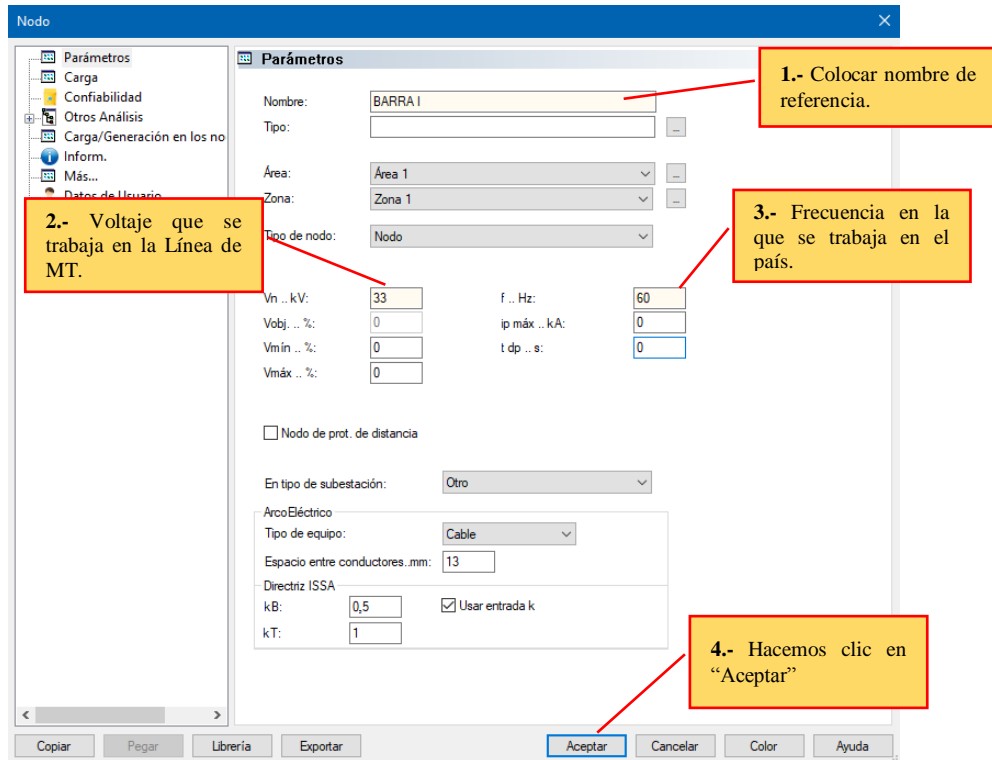 Nodo
Parámetros
Carga
Confiabilidad
Otros Análisis
Carga/Generación en los no
Inform.
Más...
Datos de Usuario
Parámetros
Nombre: BARRA I
Tipo:
Área: Área 1
Zona: Zona 1
Tipo de nodo: Nodo
Vn .. kV: 33 f .. Hz: 60
Vobj. .. %: 0 ip máx .. kA: 0
Vmín .. %: 0 t dp .. s: 0
Vmáx .. %: 0
Nodo de prot. de distancia
En tipo de subestación: Otro
ArcoEléctrico
Tipo de equipo: Cable
Espacio entre conductores..mm: 13
Directriz ISSA
kB: 0,5 Usar entrada k
kT: 1
Copiar Pegar Librería Exportar Aceptar Cancelar Color Ayuda
1.- Colocar nombre de
referencia.
2.- Voltaje que se
trabaja en la Línea de
MT.
3.- Frecuencia en la
que se trabaja en el
país.
4.- Hacemos clic en
“Aceptar”